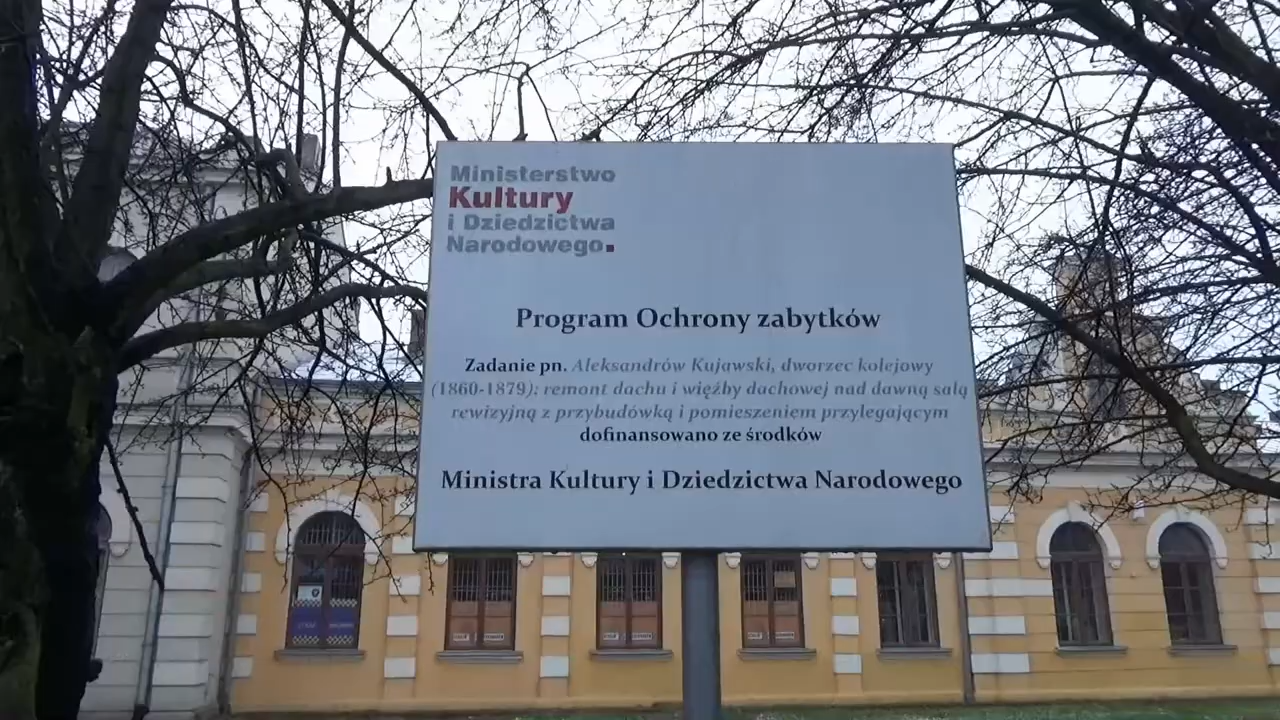 Ministerstwo
Kultury
i Dziedzictwa
Narodowego.
Program Ochrony zabytków
Zadanie pn. Aleksandrów Kujawski, dworzec kolejowy
(1860-1879); remont dachu i więźby dachowej nad dawną salą
rewizyjną z przybudówką i pomieszeniem przylegającym
dofinansowano ze środków
Ministra Kultury i Dziedzictwa Narodowego